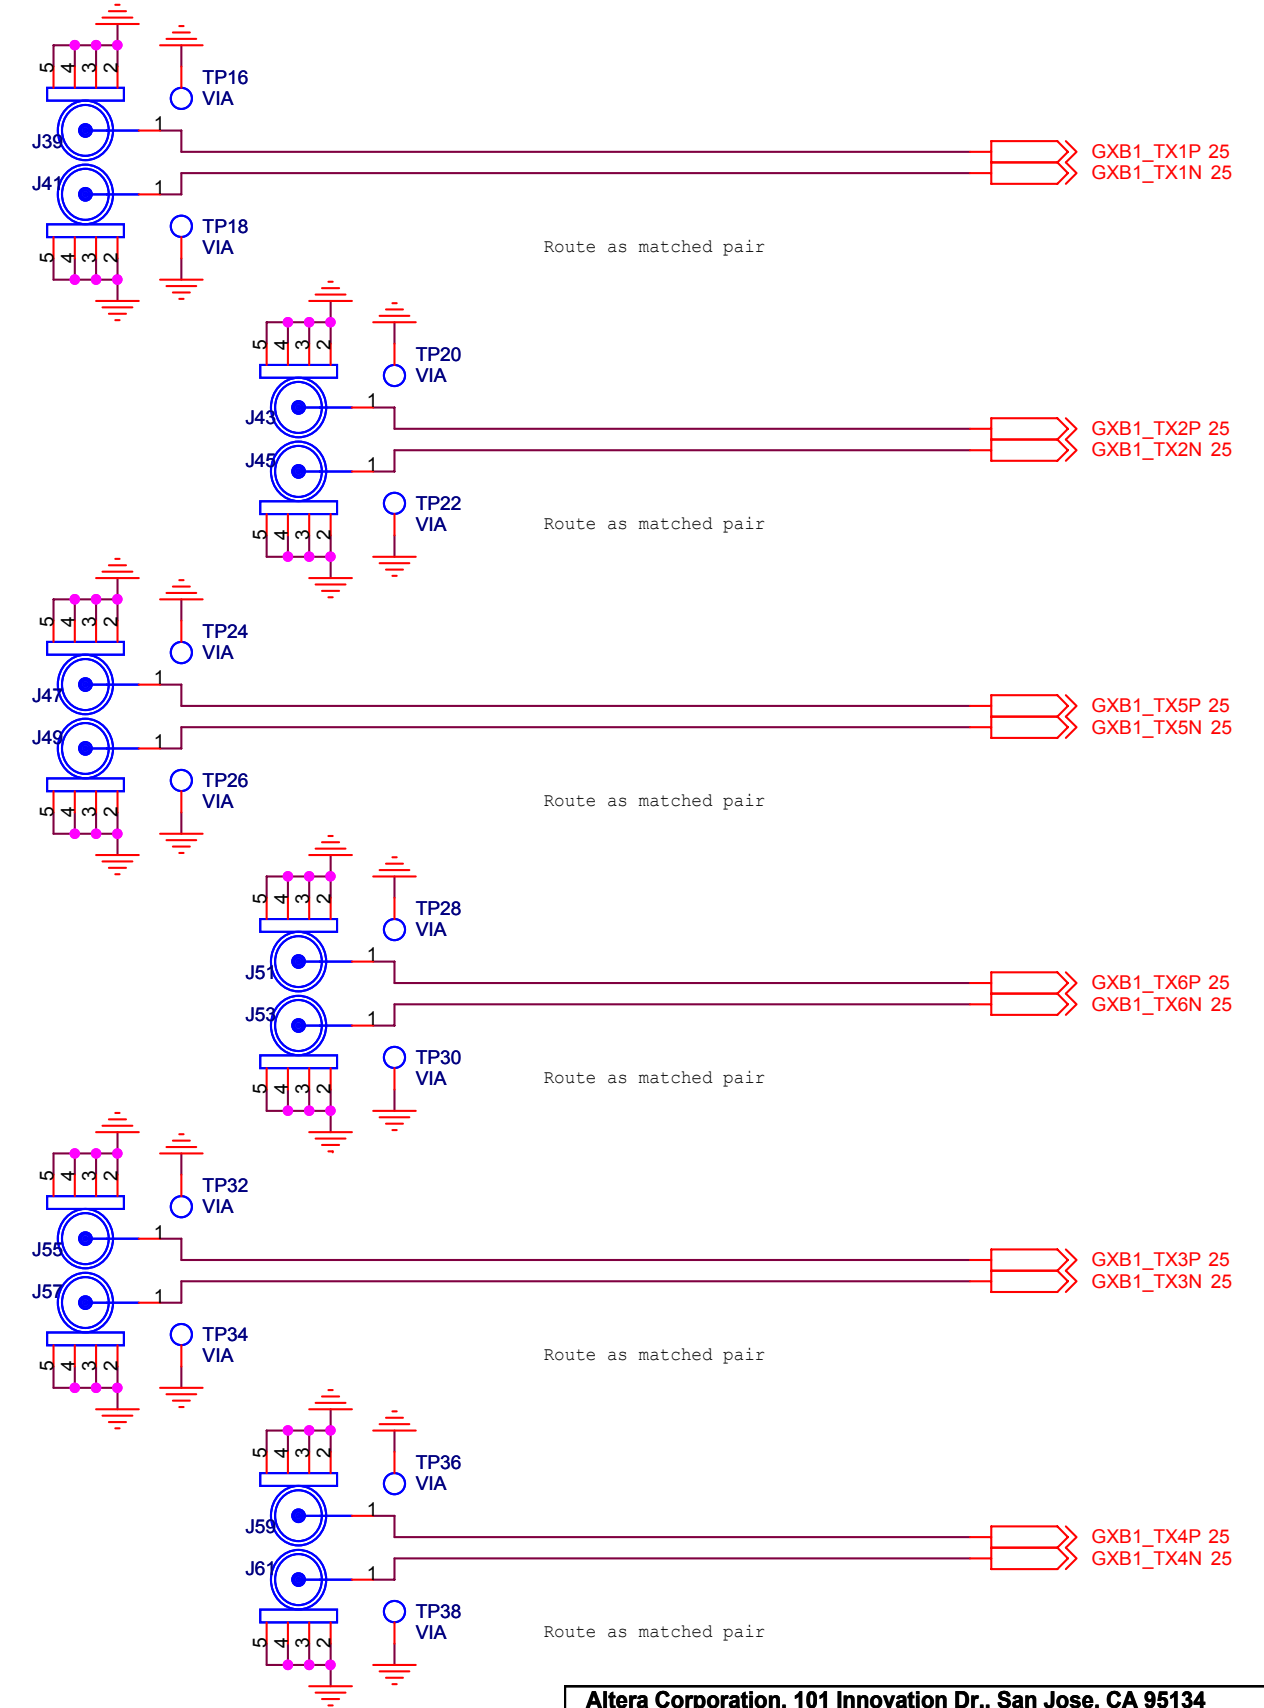 5 4 3 2
TP16
VIA
1
J39
GXB1_TX1P 25
J41
1
GXB1_TX1N 25
TP18
VIA
5 4 3 2
Route as matched pair
5 4 3 2
TP20
VIA
1
J43
GXB1_TX2P 25
J45
1
GXB1_TX2N 25
TP22
VIA
5 4 3 2
Route as matched pair
5 4 3 2
TP24
VIA
1
J47
GXB1_TX5P 25
J49
1
GXB1_TX5N 25
TP26
VIA
5 4 3 2
Route as matched pair
5 4 3 2
TP28
VIA
1
J51
GXB1_TX6P 25
J53
1
GXB1_TX6N 25
TP30
VIA
5 4 3 2
Route as matched pair
5 4 3 2
TP32
VIA
1
J55
GXB1_TX3P 25
J57
1
GXB1_TX3N 25
TP34
VIA
5 4 3 2
Route as matched pair
5 4 3 2
TP36
VIA
1
J59
GXB1_TX4P 25
J61
1
GXB1_TX4N 25
TP38
VIA
5 4 3 2
Route as matched pair
Altera Corporation, 101 Innovation Dr., San Jose, CA 95134